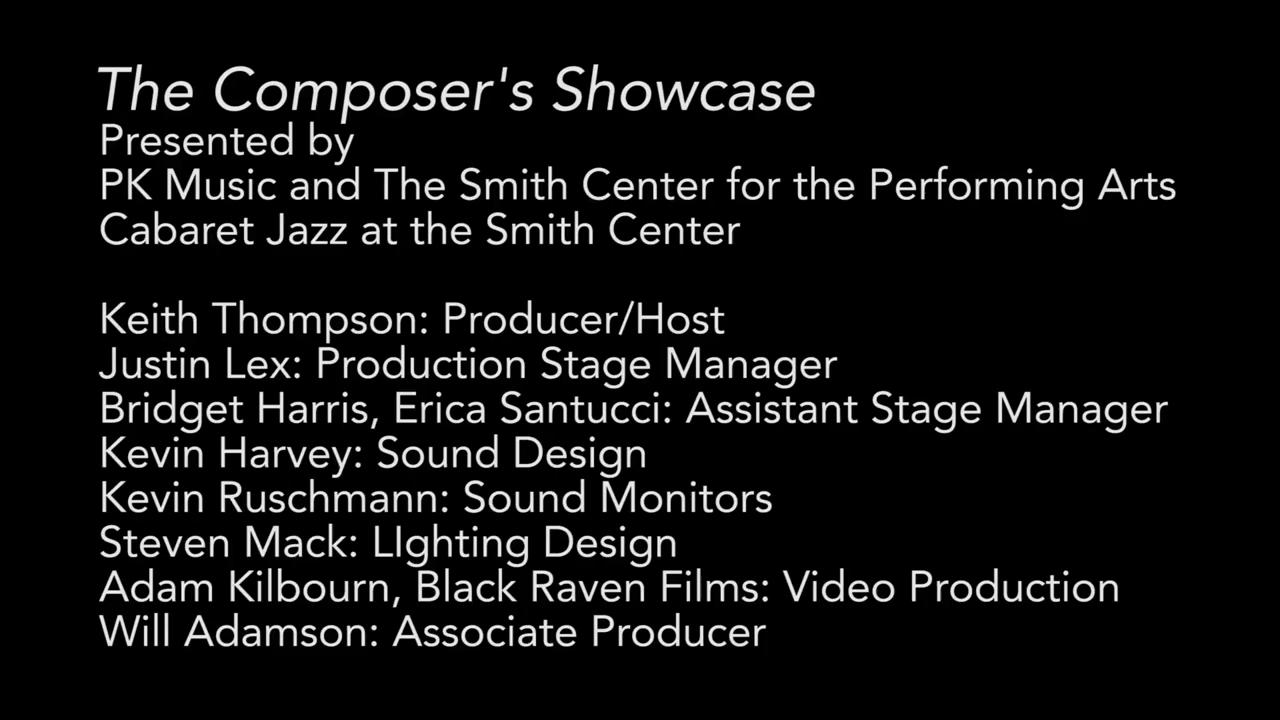 The Composer's Showcase
Presented by
PK Music and The Smith Center for the Performing Arts
Cabaret Jazz at the Smith Center
Keith Thompson: Producer/Host
Justin Lex: Production Stage Manager
Bridget Harris, Erica Santucci: Assistant Stage Manager
Kevin Harvey: Sound Design
Kevin Ruschmann: Sound Monitors
Steven Mack: LIghting Design
Adam Kilbourn, Black Raven Films: Video Production
Will Adamson: Associate Producer